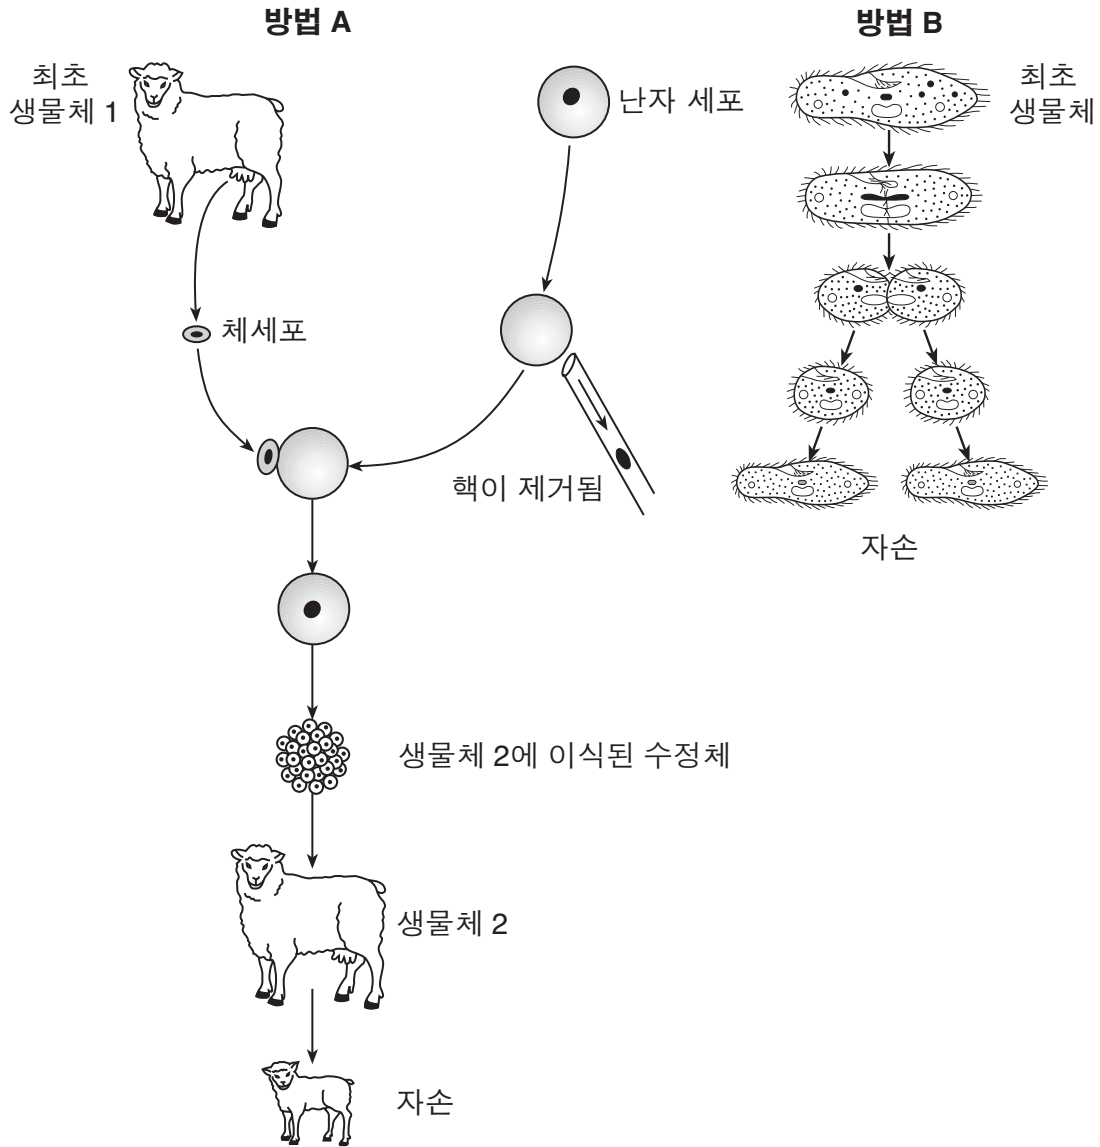 방법 A
최초
생물체 1
난자 세포
체세포
핵이 제거됨
생물체 2에 이식된 수정체
생물체 2
자손
방법 B
최초
생물체
자손